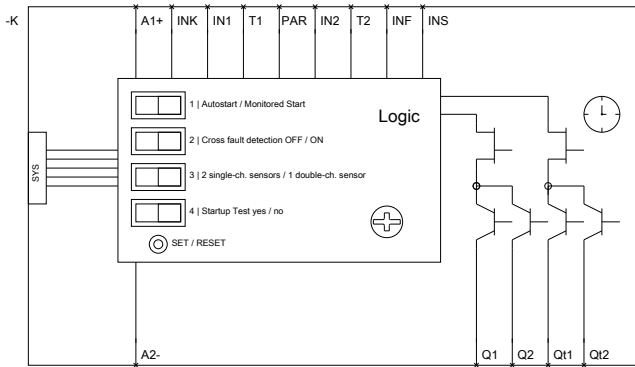 -K A1+ INK IN1 T1 PAR IN2 T2 INF INS
1 | Autostart / Monitored Start
Logic
2 | Cross fault detection OFF / ON
SYS
3 | 2 single-ch. sensors / 1 double-ch. sensor
4 | Startup Test yes / no
SET / RESET
A2- Q1 Q2 Qt1 Qt2